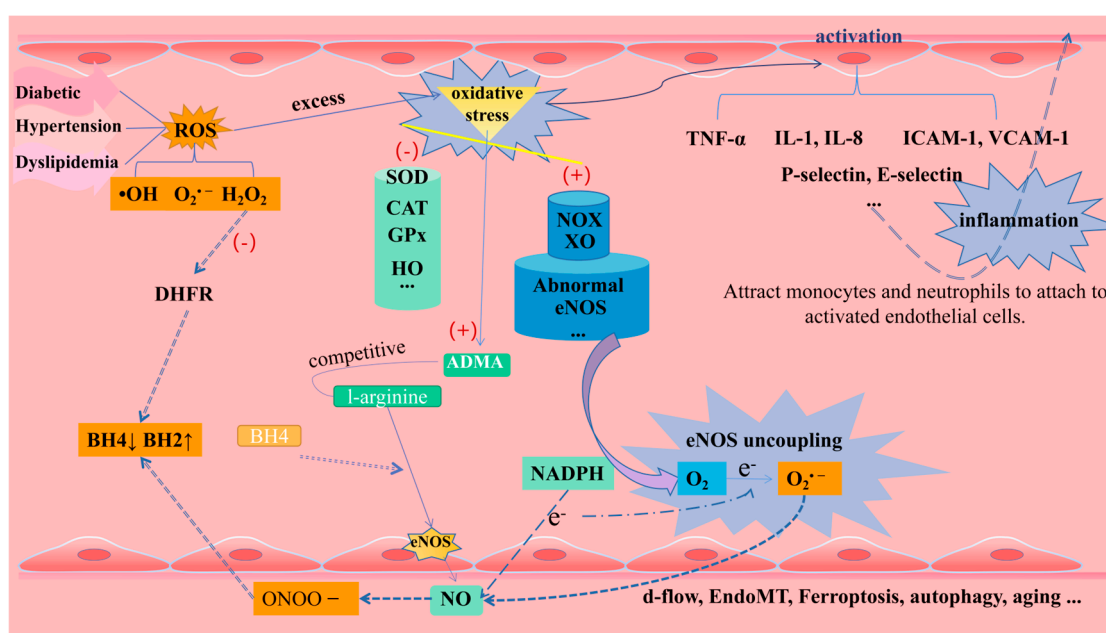 activation
Diabetic
Hypertension
Dyslipidemia
ROS
excess
oxidative
stress
•OH O₂•⁻ H₂O₂
(-)
(-)
SOD
CAT
GPx
HO
...
(+)
NOX
XO
Abnormal
eNOS
...
TNF-α IL-1, IL-8 ICAM-1, VCAM-1
P-selectin, E-selectin
...
inflammation
Attract monocytes and neutrophils to attach to
activated endothelial cells.
DHFR
(+)
ADMA
competitive
l-arginine
BH4↓ BH2↑
BH4
eNOS uncoupling
NADPH
O₂
e⁻
O₂•⁻
e⁻
eNOS
ONOO −
NO
d-flow, EndoMT, Ferroptosis, autophagy, aging ...